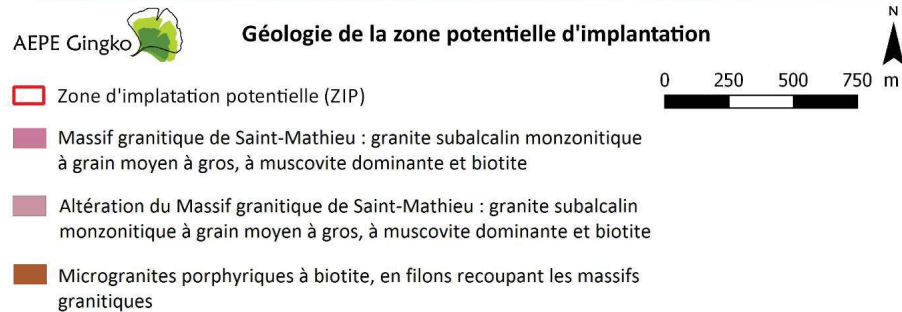 AEPE Gingko
Géologie de la zone potentielle d'implantation
N
0 250 500 750 m
Zone d'implatation potentielle (ZIP)
Massif granitique de Saint-Mathieu : granite subalcalin monzonitique
à grain moyen à gros, à muscovite dominante et biotite
Altération du Massif granitique de Saint-Mathieu : granite subalcalin
monzonitique à grain moyen à gros, à muscovite dominante et biotite
Microgranites porphyriques à biotite, en filons recoupant les massifs
granitiques